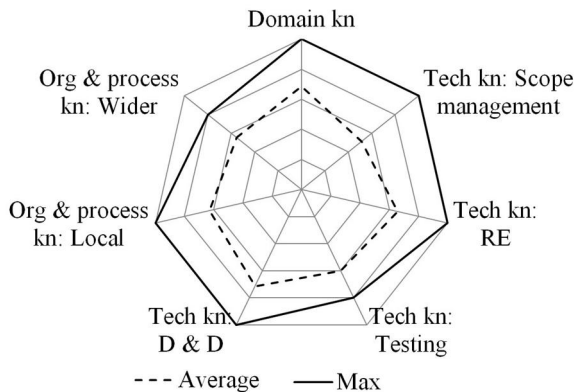 Domain kn
Org & process
kn: Wider
Tech kn: Scope
management
Org & process
kn: Local
Tech kn:
RE
Tech kn:
D & D
Tech kn:
Testing
Average
Max